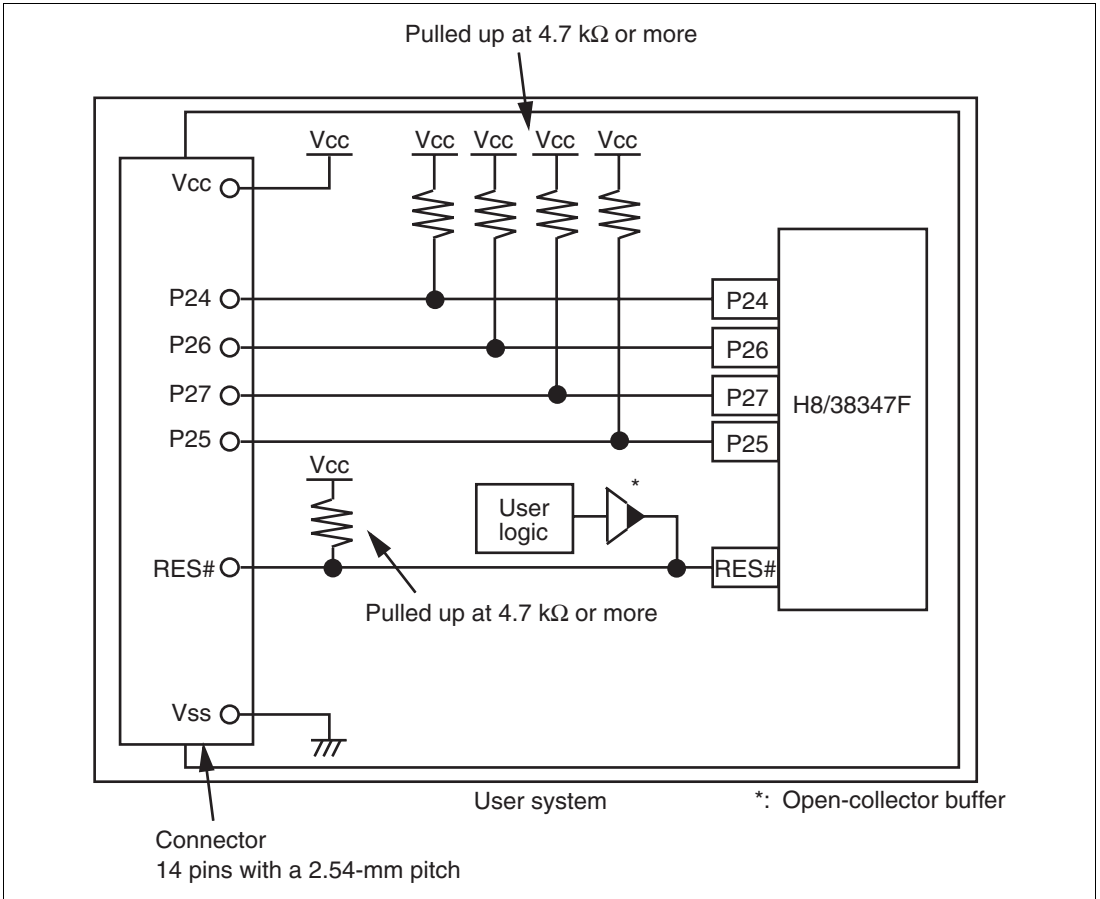 Pulled up at 4.7 kΩ or more
Vcc
Vcc
Vcc
Vcc
Vcc
Vcc
P24
P24
P26
P26
P27
P27
H8/38347F
P25
P25
Vcc
*
User
logic
RES#
RES#
Pulled up at 4.7 kΩ or more
Vss
User system
*: Open-collector buffer
Connector
14 pins with a 2.54-mm pitch